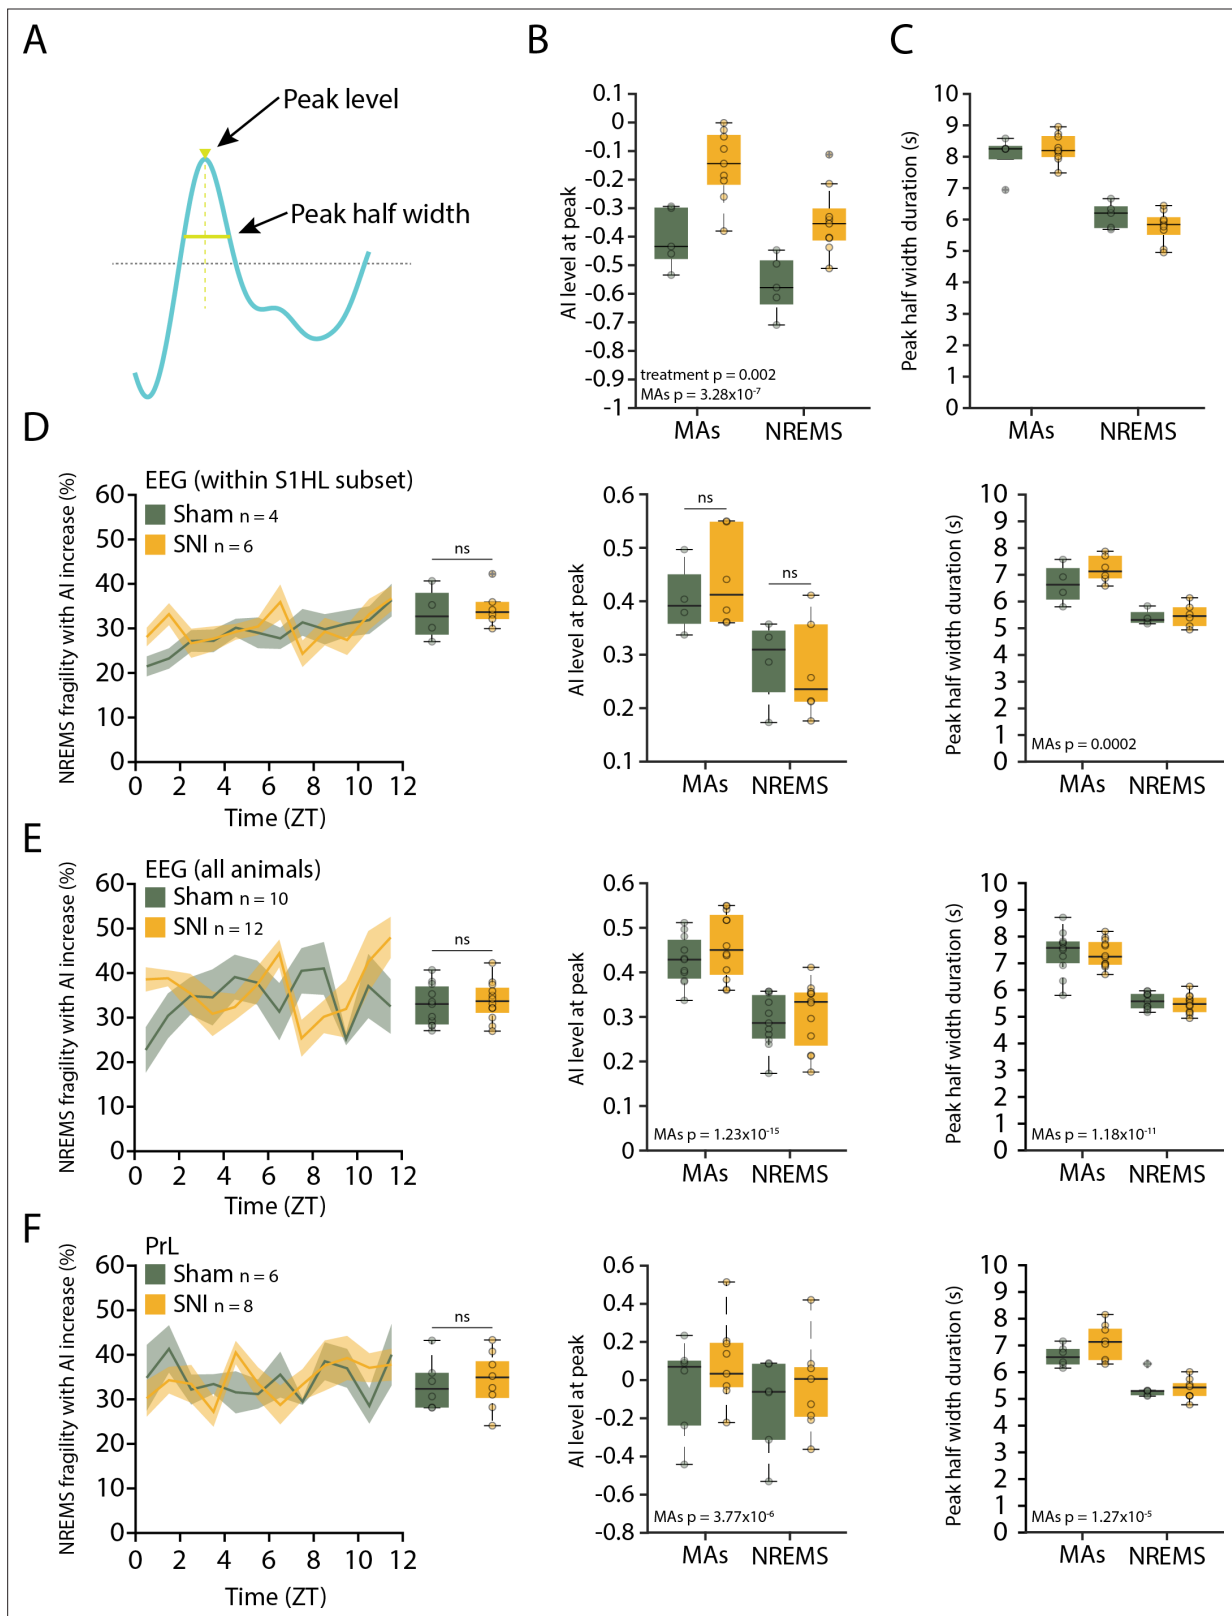 A
Peak level
Peak half width
B
AI level at peak
0.1
0
-0.1
-0.2
-0.3
-0.4
-0.5
-0.6
-0.7
-0.8
-0.9
-1
treatment p = 0.002
MAs p = 3.28x10⁻⁷
MAs NREMS
C
Peak half width duration (s)
10
9
8
7
6
5
4
3
2
1
0
MAs NREMS
D
EEG (within S1HL subset)
Sham n = 4
SNI n = 6
NREMS fragility with AI increase (%)
60
50
40
30
20
10
0
0 2 4 6 8 10 12
Time (ZT)
ns
AI level at peak
0.6
0.5
0.4
0.3
0.2
0.1
ns
ns
MAs NREMS
Peak half width duration (s)
10
9
8
7
6
5
4
3
2
1
0
MAs p = 0.0002
MAs NREMS
E
EEG (all animals)
Sham n = 10
SNI n = 12
NREMS fragility with AI increase (%)
60
50
40
30
20
10
0
0 2 4 6 8 10 12
Time (ZT)
ns
AI level at peak
0.6
0.5
0.4
0.3
0.2
0.1
0
MAs p = 1.23x10⁻¹⁵
MAs NREMS
Peak half width duration (s)
10
9
8
7
6
5
4
3
2
1
0
MAs p = 1.18x10⁻¹¹
MAs NREMS
F
PrL
Sham n = 6
SNI n = 8
NREMS fragility with AI increase (%)
60
50
40
30
20
10
0
0 2 4 6 8 10 12
Time (ZT)
ns
AI level at peak
0.6
0.4
0.2
0
-0.2
-0.4
-0.6
-0.8
MAs p = 3.77x10⁻⁶
MAs NREMS
Peak half width duration (s)
10
9
8
7
6
5
4
3
2
1
0
MAs p = 1.27x10⁻⁵
MAs NREMS